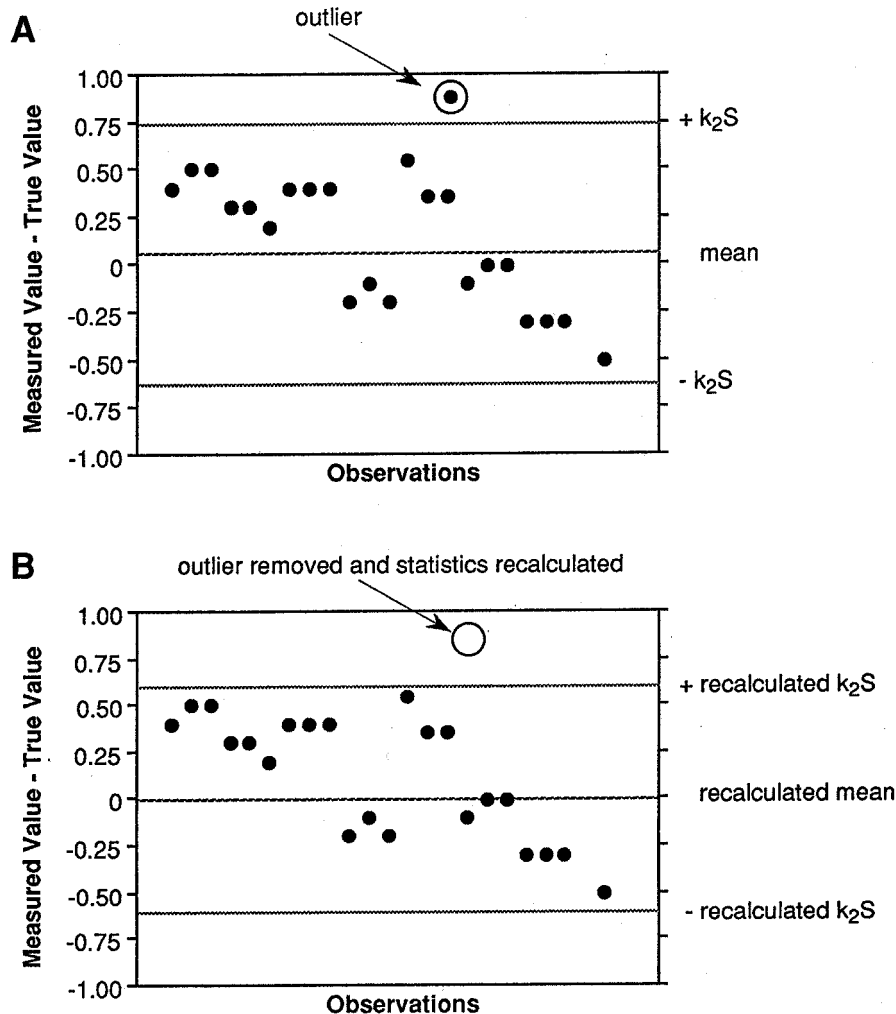 A
outlier
1.00
0.75
0.50
0.25
0
-0.25
-0.50
-0.75
-1.00
Measured Value - True Value
+ k₂S
mean
- k₂S
Observations
B
outlier removed and statistics recalculated
1.00
0.75
0.50
0.25
0
-0.25
-0.50
-0.75
-1.00
Measured Value - True Value
+ recalculated k₂S
recalculated mean
- recalculated k₂S
Observations